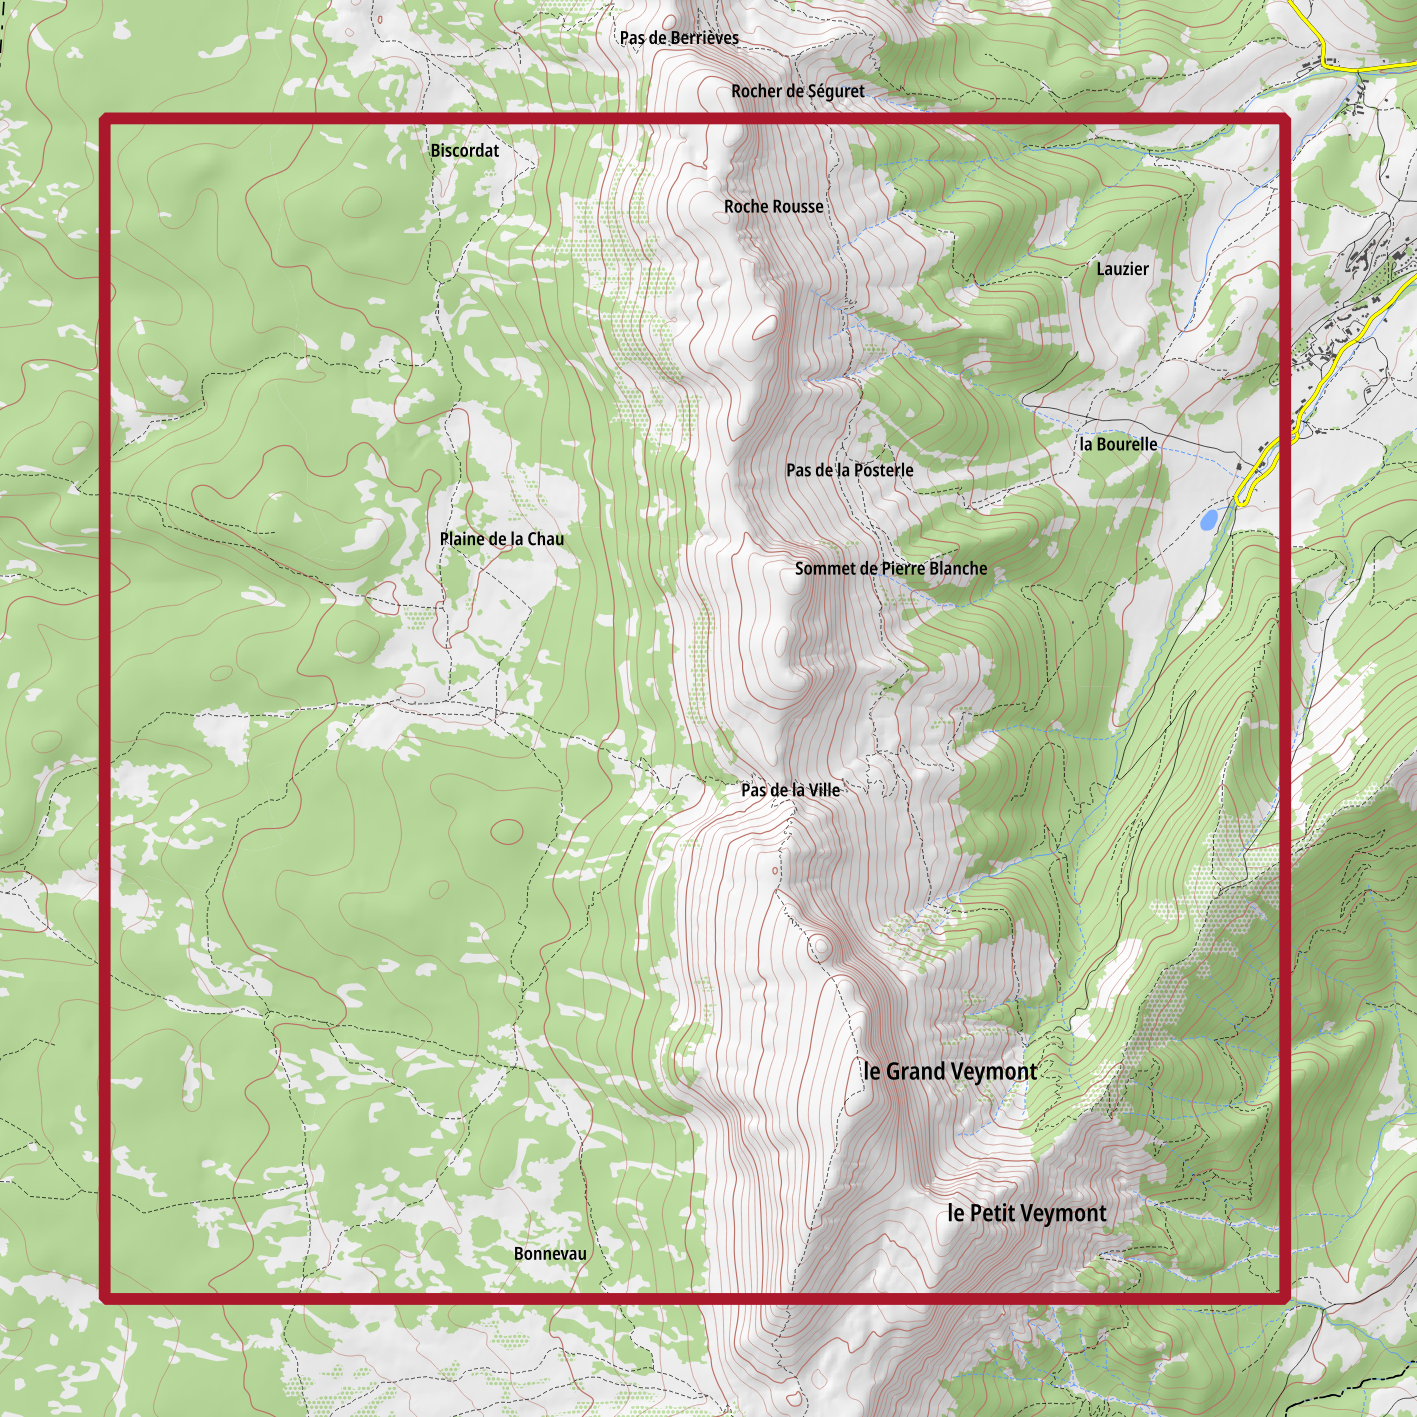 Pas de Berrièves
Rocher de Séguret
Biscordat
Roche Rousse
Lauzier
la Bourelle
Pas de la Posterle
Plaine de la Chau
Sommet de Pierre Blanche
Pas de la Ville
le Grand Veymont
le Petit Veymont
Bonnevau